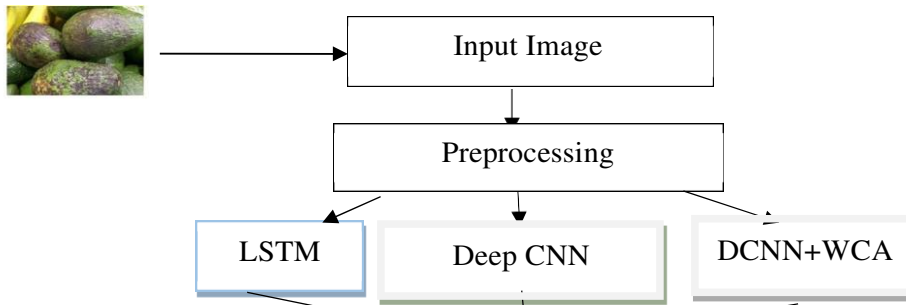 Input Image
Preprocessing
LSTM
Deep CNN
DCNN+WCA